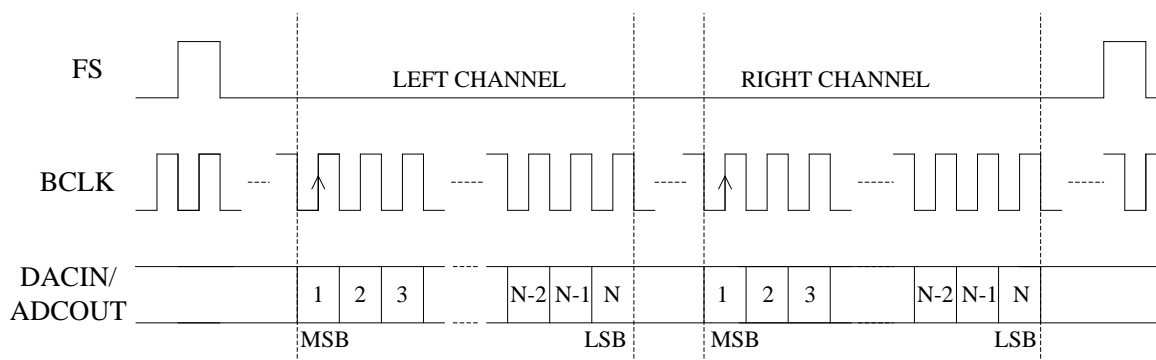 FS
LEFT CHANNEL
RIGHT CHANNEL
BCLK
DACIN/
ADCOUT
1 2 3 N-2 N-1 N 1 2 3 N-2 N-1 N
MSB LSB MSB LSB